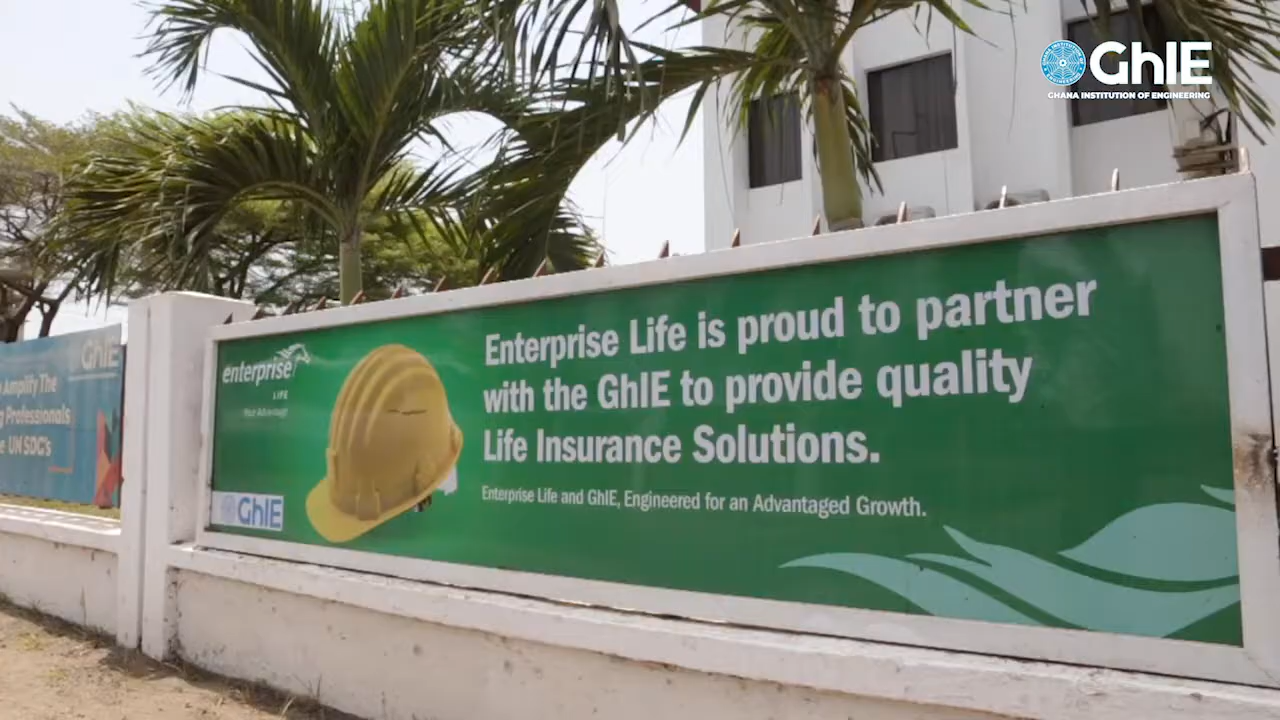 GhIE
GHANA INSTITUTION OF ENGINEERING
Enterprise Life is proud to partner
with the GhIE to provide quality
Life Insurance Solutions.
Enterprise Life and GhIE, Engineered for an Advantaged Growth.
enterprise
LIFE
Your Advantage
GhIE
GhIE
Amplify The
Professionals
UN SDG's